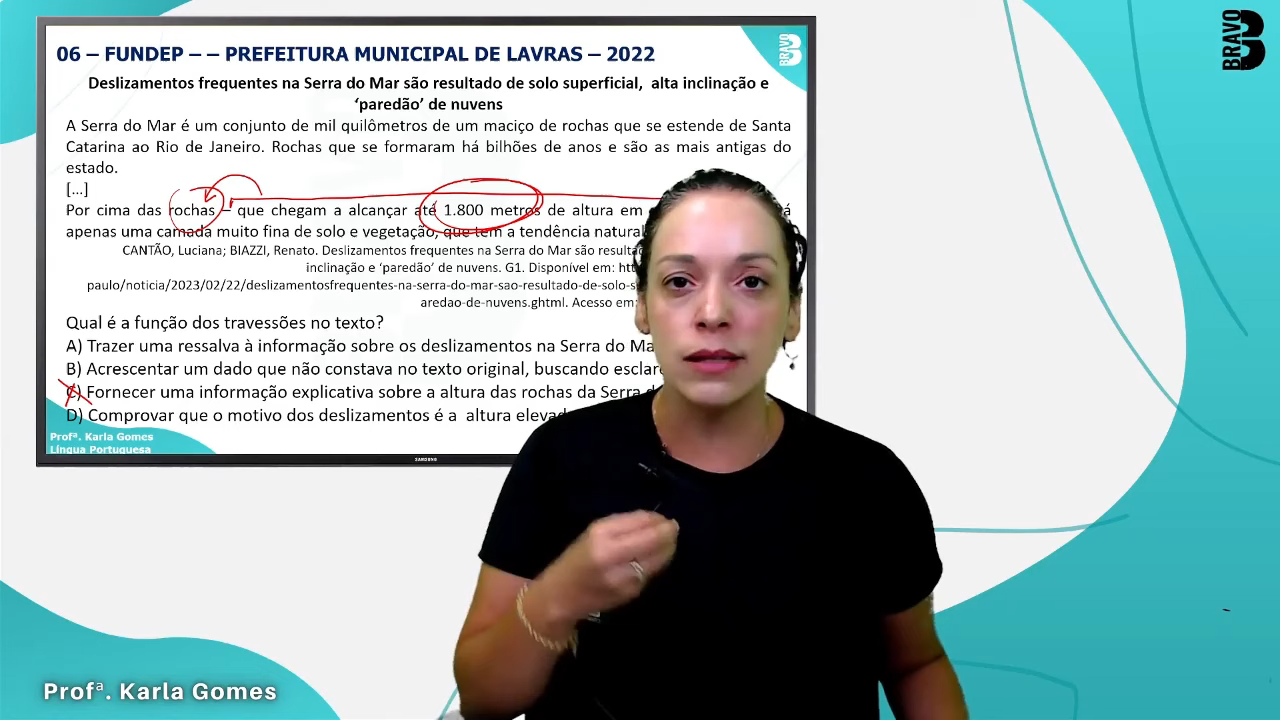 06 – FUNDEP – – PREFEITURA MUNICIPAL DE LAVRAS – 2022
Deslizamentos frequentes na Serra do Mar são resultado de solo superficial, alta inclinação e
‘paredão’ de nuvens
A Serra do Mar é um conjunto de mil quilômetros de um maciço de rochas que se estende de Santa
Catarina ao Rio de Janeiro. Rochas que se formaram há bilhões de anos e são as mais antigas do
estado.
[...]
Por cima das rochas – que chegam a alcançar até 1.800 metros de altura em
apenas uma camada muito fina de solo e vegetação, que tem a tendência natural
CANTÃO, Luciana; BIAZZI, Renato. Deslizamentos frequentes na Serra do Mar são
inclinação e ‘paredão’ de nuvens. G1. Disponível em:
paulo/noticia/2023/02/22/deslizamentosfrequentes-na-serra-do-mar-sao-resultado-de-solo-s
aredao-de-nuvens.ghtml. Acesso em:
Qual é a função dos travessões no texto?
A) Trazer uma ressalva à informação sobre os deslizamentos na Serra do
B) Acrescentar um dado que não constava no texto original, buscando
C) Fornecer uma informação explicativa sobre a altura das rochas da Serra
D) Comprovar que o motivo dos deslizamentos é a altura
Profª. Karla Gomes
Língua Portuguesa
SAMSUNG
BRAVO
BRAVO
Profª. Karla Gomes